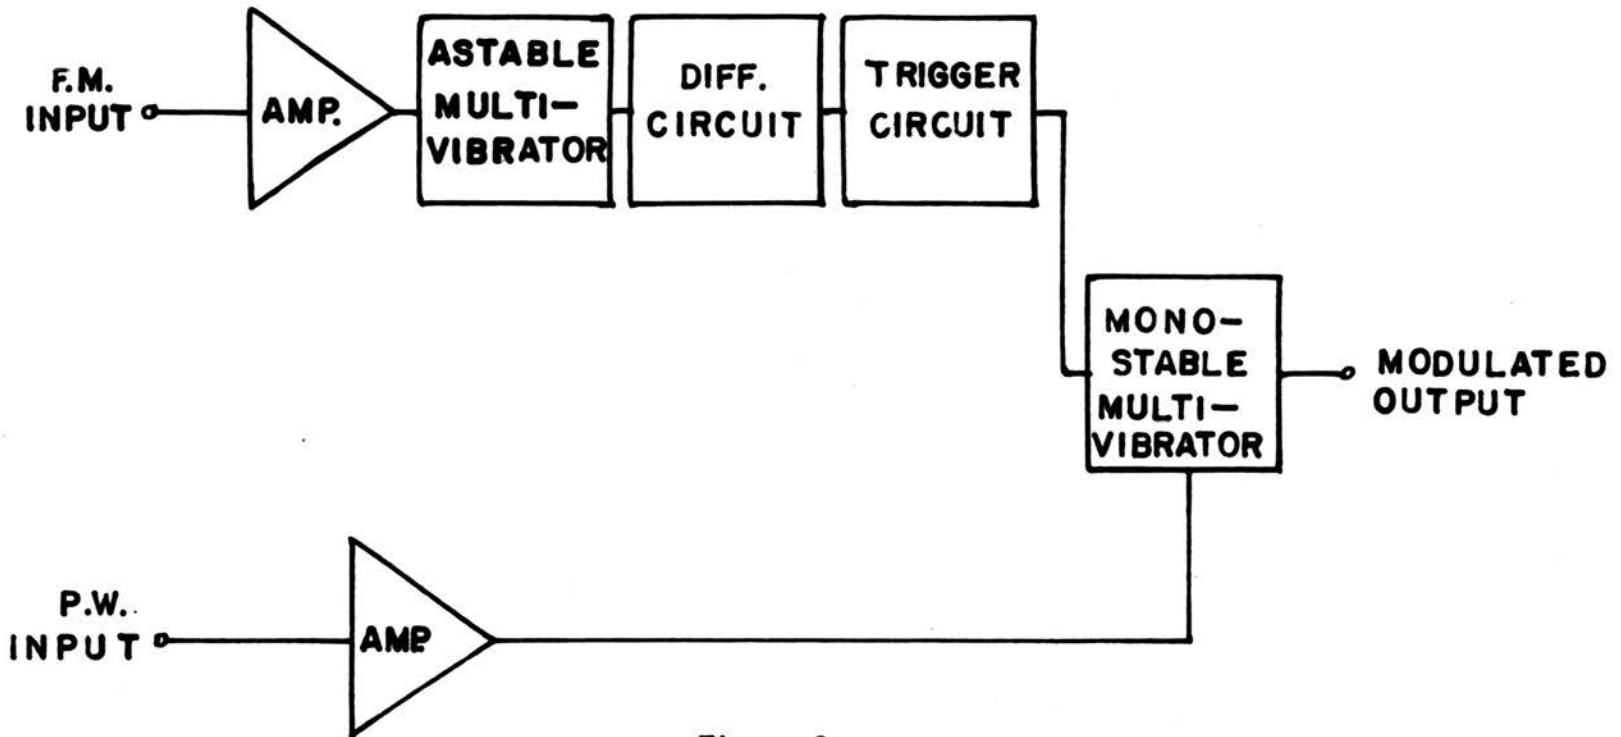 F.M.
INPUT
AMP.
ASTABLE
MULTI-
VIBRATOR
DIFF.
CIRCUIT
TRIGGER
CIRCUIT
MONO-
STABLE
MULTI-
VIBRATOR
MODULATED
OUTPUT
P.W.
INPUT
AMP.